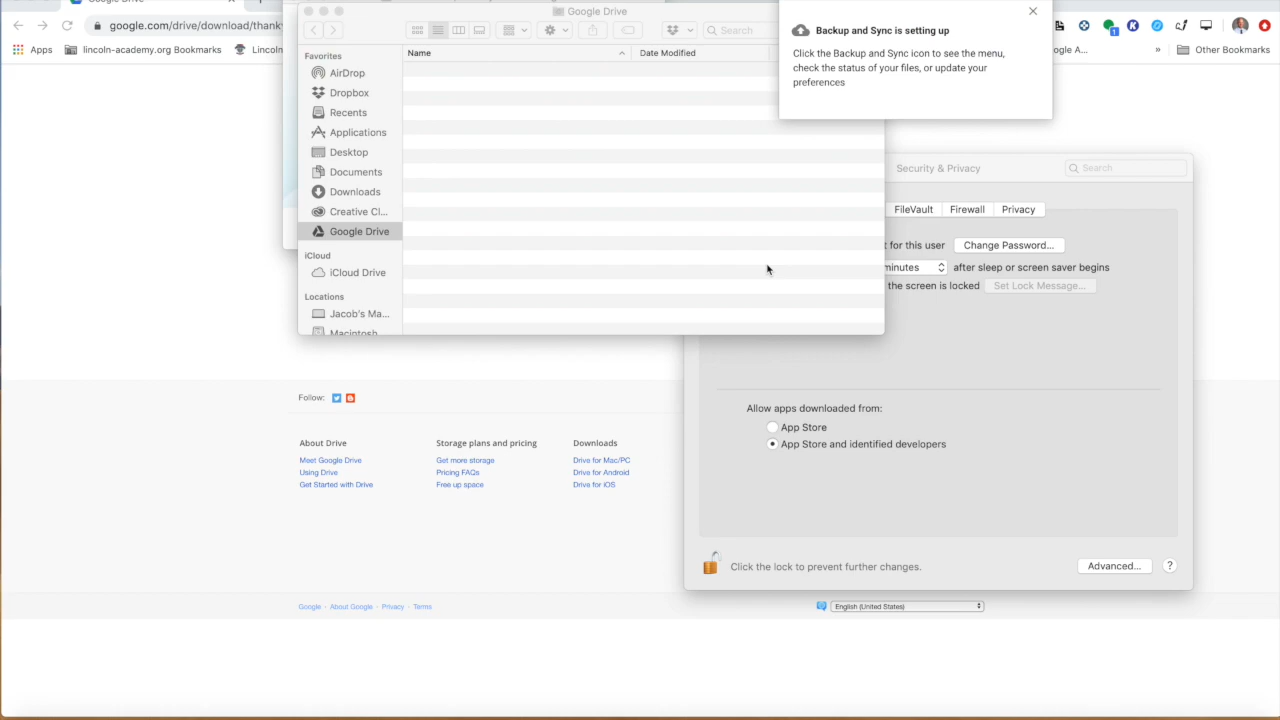 Google Drive
google.com/drive/download/thank
Apps
lincoln-academy.org Bookmarks
Google Drive
Search
Name
Date Modified
Favorites
AirDrop
Dropbox
Recents
Applications
Desktop
Documents
Downloads
Creative Cl...
Google Drive
iCloud
iCloud Drive
Locations
Jacob's Ma...
Macintosh
Backup and Sync is setting up
Click the Backup and Sync icon to see the menu,
check the status of your files, or update your
preferences
1
gle A...
»
Other Bookmarks
Security & Privacy
Search
FileVault
Firewall
Privacy
for this user
Change Password...
minutes
after sleep or screen saver begins
the screen is locked
Set Lock Message...
Allow apps downloaded from:
App Store
App Store and identified developers
Click the lock to prevent further changes.
Advanced...
?
Follow:
About Drive
Meet Google Drive
Using Drive
Get Started with Drive
Storage plans and pricing
Get more storage
Pricing FAQs
Free up space
Downloads
Drive for Mac/PC
Drive for Android
Drive for iOS
Google · About Google · Privacy · Terms
English (United States)